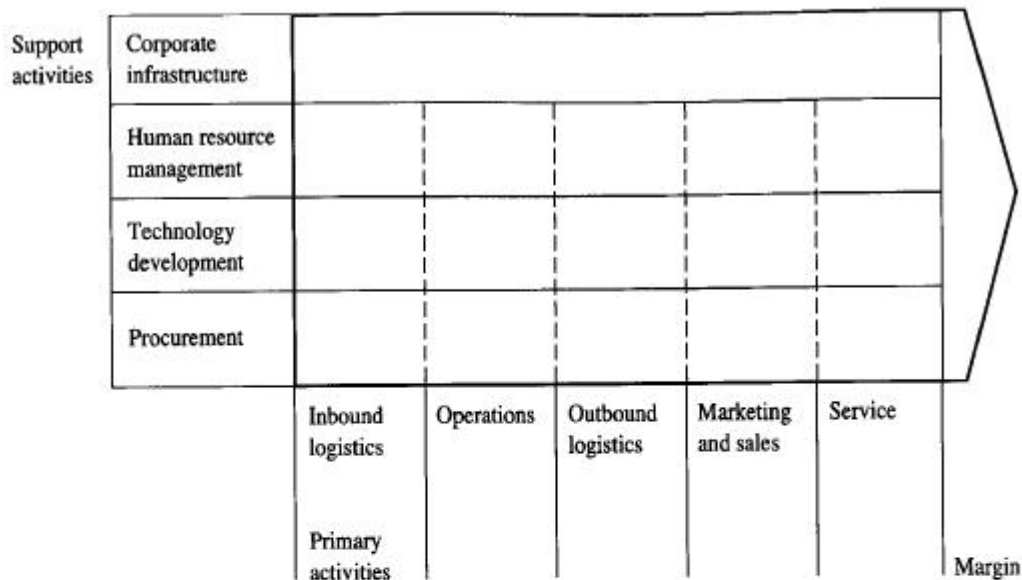 Support
activities
Corporate
infrastructure
Human resource
management
Technology
development
Procurement
Inbound
logistics
Operations
Outbound
logistics
Marketing
and sales
Service
Primary
activities
Margin